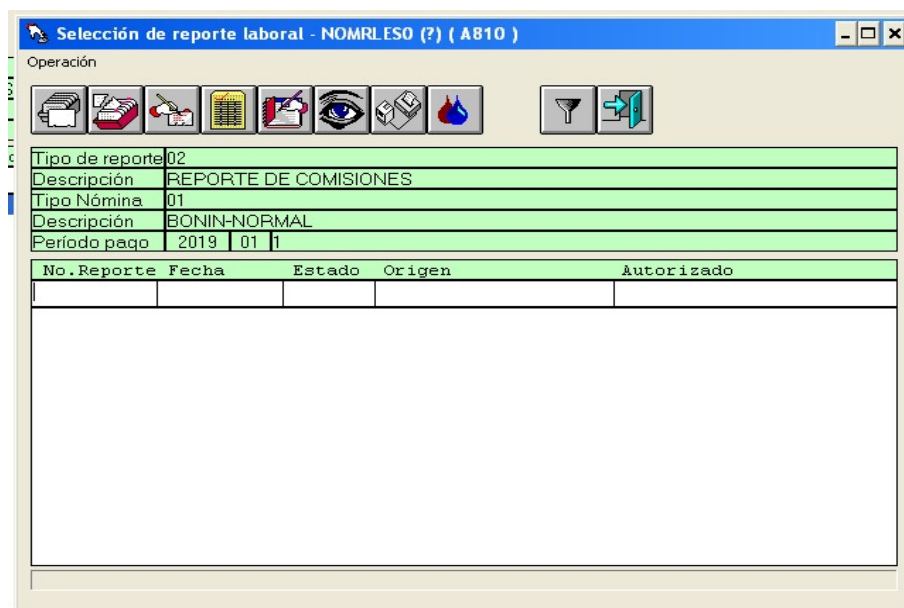 Selección de reporte laboral - NOMRLES0 (?) ( A810 )
Operación
Tipo de reporte 02
Descripción REPORTE DE COMISIONES
Tipo Nómina 01
Descripción BONIN-NORMAL
Período pago 2019 01 1
No.Reporte Fecha Estado Origen Autorizado